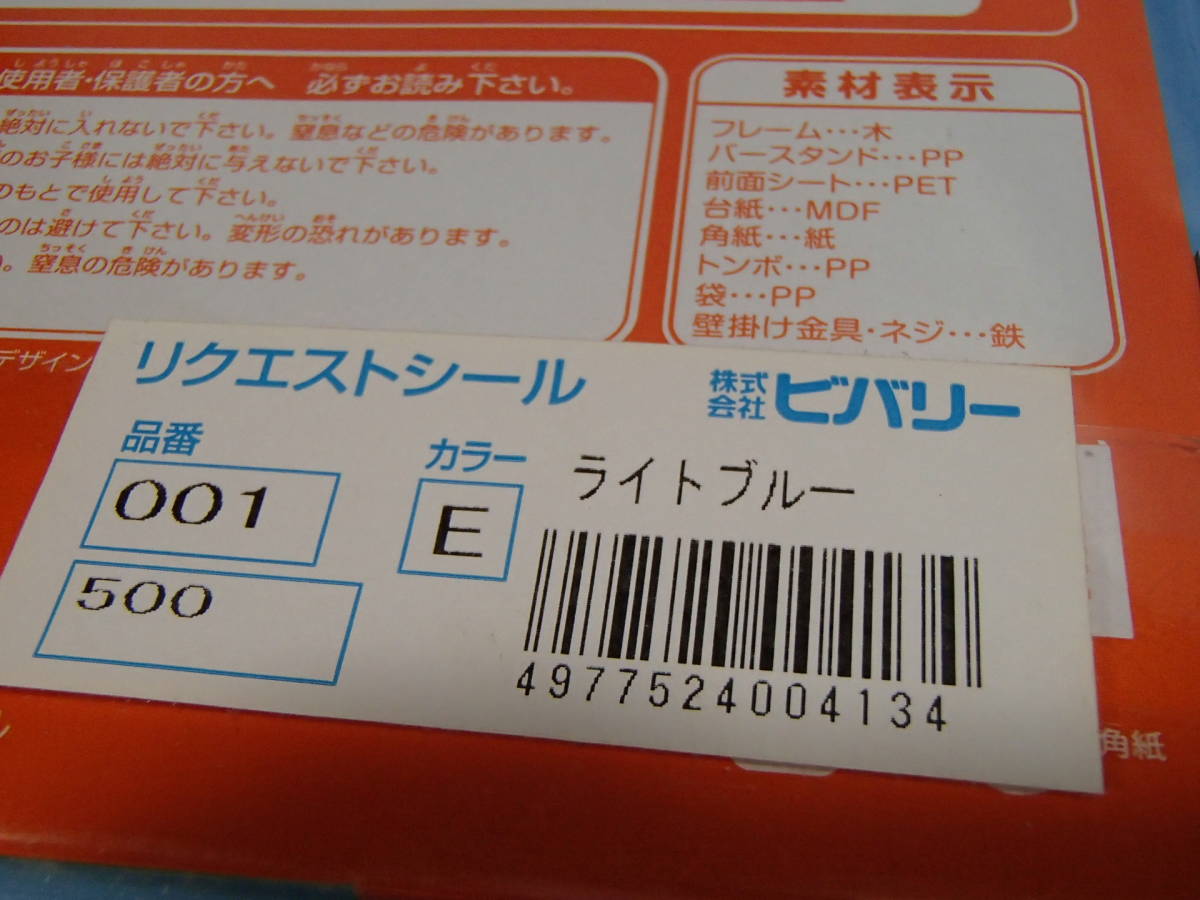 使用者・保護者の方へ 必ずお読み下さい。
絶対に入れないで下さい。窒息などの危険があります。
のお子様には絶対に与えないで下さい。
のもとで使用して下さい。
のは避けて下さい。変形の恐れがあります。
。窒息の危険があります。
素材表示
フレーム…木
バースタンド…PP
前面シート…PET
台紙…MDF
角紙…紙
トンボ…PP
袋…PP
壁掛け金具・ネジ…鉄
デザイン
リクエストシール
株式会社 ビバリー
品番
001
500
カラー
E
ライトブルー
4977524004134
角紙